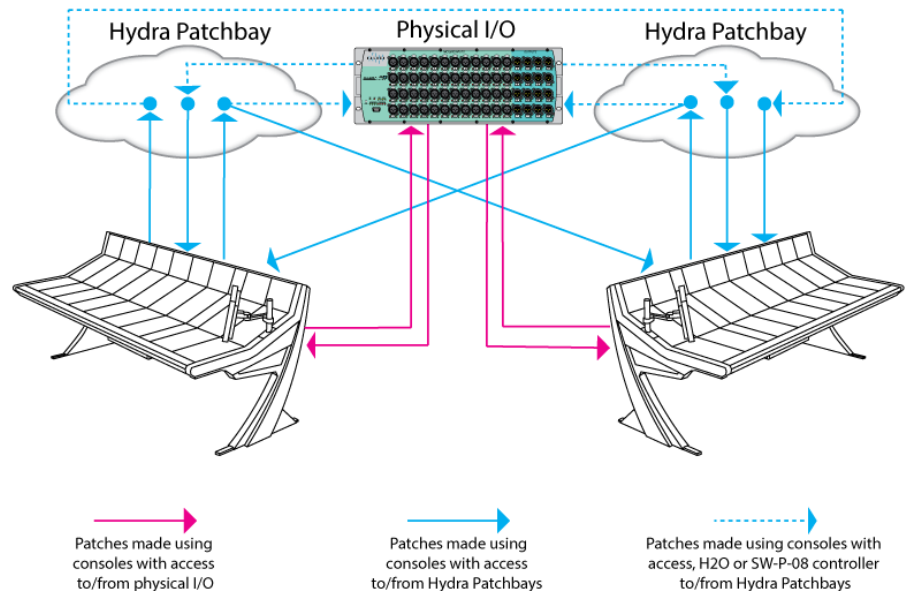 Hydra Patchbay
Physical I/O
Hydra Patchbay
Patches made using
consoles with access
to/from physical I/O
Patches made using
consoles with access
to/from Hydra Patchbays
Patches made using consoles with
access, H2O or SW-P-08 controller
to/from Hydra Patchbays